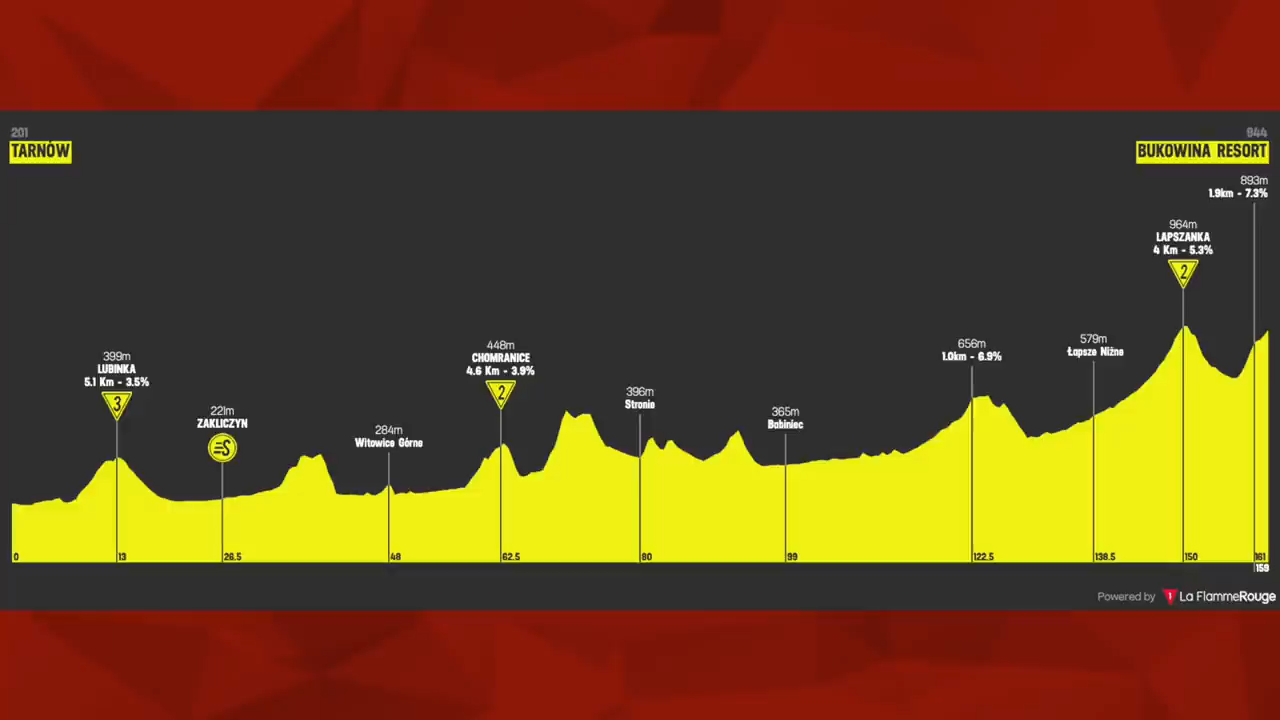 201
TARNÓW
944
BUKOWINA RESORT
893m
1.9km - 7.3%
964m
LAPSZANKA
4 Km - 5.3%
2
399m
LUBINKA
5.1 Km - 3.5%
3
221m
ZAKLICZYN
S
284m
Witowice Górne
448m
CHOMRANICE
4.6 Km - 3.9%
2
396m
Stronie
365m
Bobiniec
656m
1.0km - 6.9%
579m
Łapsze Niżne
0
13
26.5
48
62.5
80
99
122.5
138.5
150
161
159
Powered by 1 La FlammeRouge